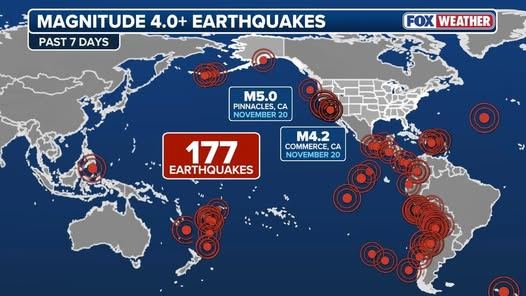 MAGNITUDE 4.0+ EARTHQUAKES
FOX WEATHER
PAST 7 DAYS
M5.0
PINNACLES, CA
NOVEMBER 20
M4.2
COMMERCE, CA
NOVEMBER 20
177
EARTHQUAKES